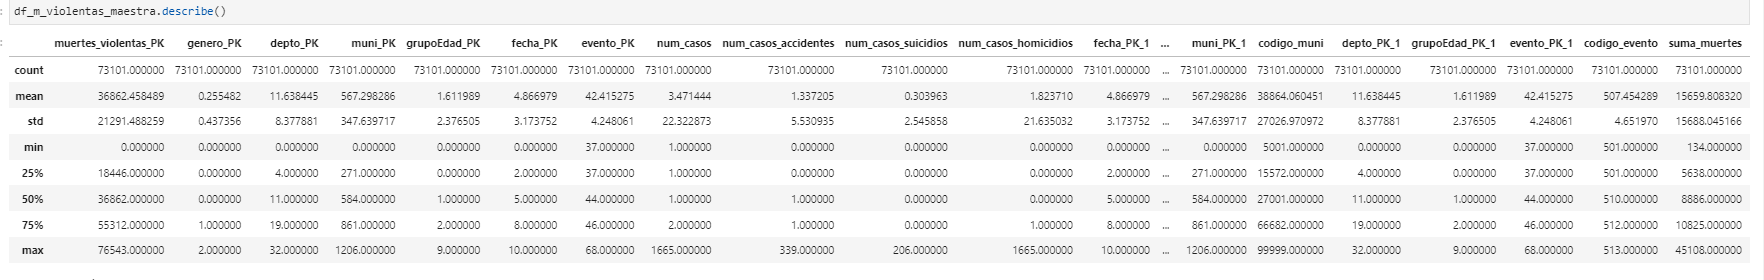 df_m_violentas_maestra.describe()
muertes_violentas_PK genero_PK depto_PK muni_PK grupoEdad_PK fecha_PK evento_PK num_casos num_casos_accidentes num_casos_suicidios num_casos_homicidios fecha_PK_1 ... muni_PK_1 codigo_muni depto_PK_1 grupoEdad_PK_1 evento_PK_1 codigo_evento suma_muertes
count 73101.000000 73101.000000 73101.000000 73101.000000 73101.000000 73101.000000 73101.000000 73101.000000 73101.000000 73101.000000 73101.000000 73101.000000 ... 73101.000000 73101.000000 73101.000000 73101.000000 73101.000000 73101.000000 73101.000000
mean 36862.458489 0.255482 11.638445 567.298286 1.611989 4.866979 42.415275 3.471444 1.337205 0.303963 1.823710 4.866979 ... 567.298286 38864.060451 11.638445 1.611989 42.415275 507.454289 15659.808320
std 21291.488259 0.437356 8.377881 347.639717 2.376505 3.173752 4.248061 22.322873 5.530935 2.545858 21.635032 3.173752 ... 347.639717 27026.970972 8.377881 2.376505 4.248061 4.651970 15688.045166
min 0.000000 0.000000 0.000000 0.000000 0.000000 0.000000 37.000000 1.000000 0.000000 0.000000 0.000000 0.000000 ... 0.000000 5001.000000 0.000000 0.000000 37.000000 501.000000 134.000000
25% 18446.000000 0.000000 4.000000 271.000000 0.000000 2.000000 37.000000 1.000000 0.000000 0.000000 0.000000 2.000000 ... 271.000000 15572.000000 4.000000 0.000000 37.000000 501.000000 5638.000000
50% 36862.000000 0.000000 11.000000 584.000000 1.000000 5.000000 44.000000 1.000000 1.000000 0.000000 0.000000 5.000000 ... 584.000000 27001.000000 11.000000 1.000000 44.000000 510.000000 8886.000000
75% 55312.000000 1.000000 19.000000 861.000000 2.000000 8.000000 46.000000 2.000000 1.000000 0.000000 1.000000 8.000000 ... 861.000000 66682.000000 19.000000 2.000000 46.000000 512.000000 10825.000000
max 76543.000000 2.000000 32.000000 1206.000000 9.000000 10.000000 68.000000 1665.000000 339.000000 206.000000 1665.000000 10.000000 ... 1206.000000 99999.000000 32.000000 9.000000 68.000000 513.000000 45108.000000